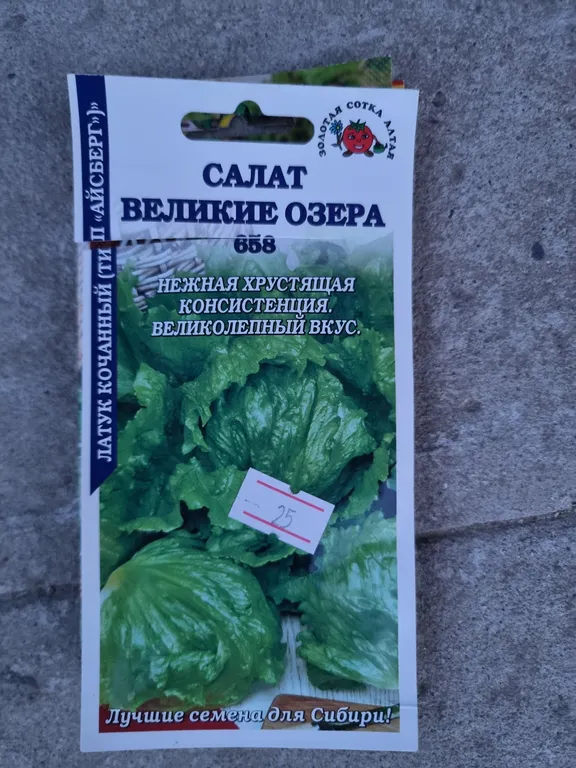 ЗОЛОТАЯ СОТКА АЛТАЯ
САЛАТ
ВЕЛИКИЕ ОЗЕРА
658
НЕЖНАЯ ХРУСТЯЩАЯ
КОНСИСТЕНЦИЯ.
ВЕЛИКОЛЕПНЫЙ ВКУС.
ЛАТУК КОЧАННЫЙ (ТИП «АЙСБЕРГ»)»
25
Лучшие семена для Сибири!